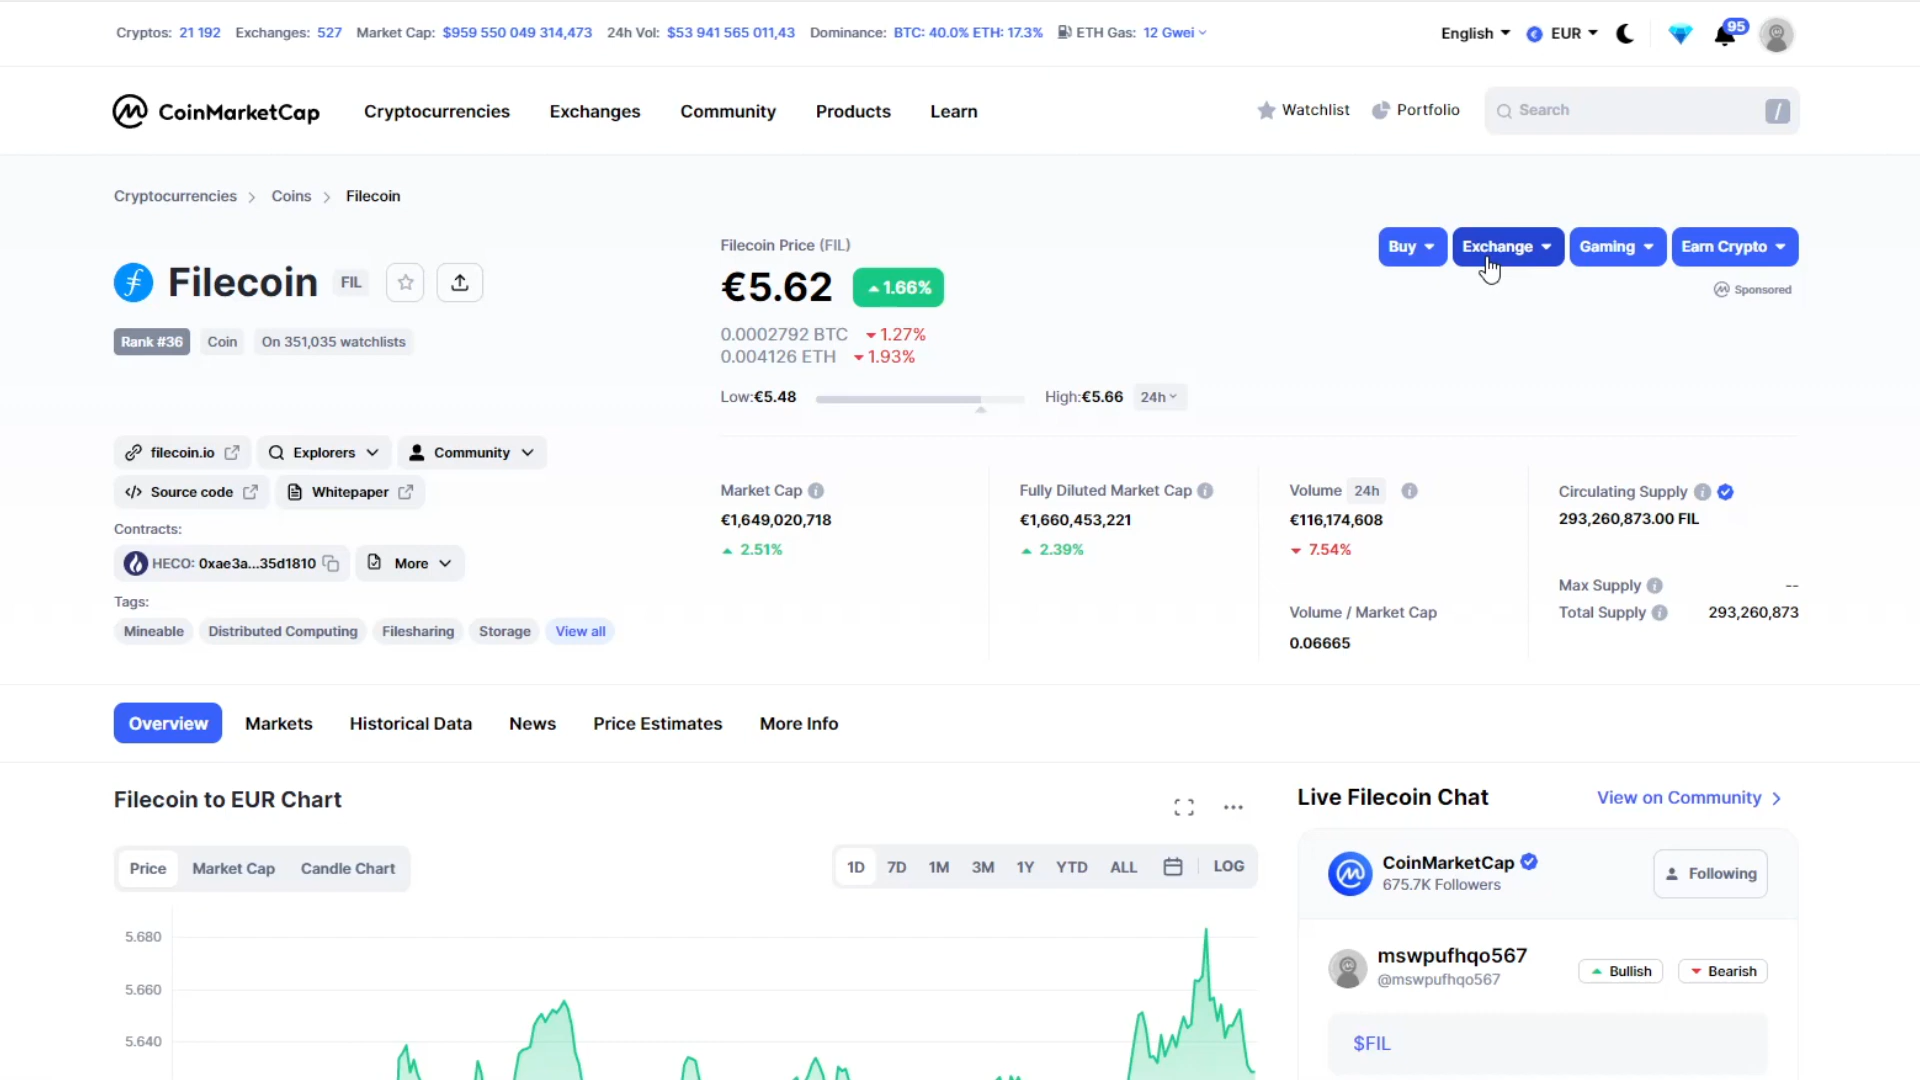 Cryptos: 21 192 Exchanges: 527 Market Cap: $959 550 049 314,473 24h Vol: $53 941 565 011,43 Dominance: BTC: 40.0% ETH: 17.3% ETH Gas: 12 Gwei English EUR 95
CoinMarketCap Cryptocurrencies Exchanges Community Products Learn Watchlist Portfolio Search /
Cryptocurrencies > Coins > Filecoin
Filecoin Price (FIL) Buy Exchange Gaming Earn Crypto
Filecoin FIL €5.62 1.66% Sponsored
Rank #36 Coin On 351,035 watchlists 0.0002792 BTC 1.27%
0.004126 ETH 1.93%
Low:€5.48 High:€5.66 24h
filecoin.io Explorers Community
Source code Whitepaper Market Cap Fully Diluted Market Cap Volume 24h Circulating Supply
€1,649,020,718 €1,660,453,221 €116,174,608 293,260,873.00 FIL
Contracts: 2.51% 2.39% 7.54%
HECO: 0xae3a...35d1810 More Max Supply --
Tags: Volume / Market Cap Total Supply 293,260,873
Mineable Distributed Computing Filesharing Storage View all 0.06665
Overview Markets Historical Data News Price Estimates More Info
Filecoin to EUR Chart Live Filecoin Chat View on Community >
Price Market Cap Candle Chart 1D 7D 1M 3M 1Y YTD ALL LOG
CoinMarketCap
675.7K Followers Following
5.680
mswpufhqo567
@mswpufhqo567 Bullish Bearish
5.660
5.640 $FIL